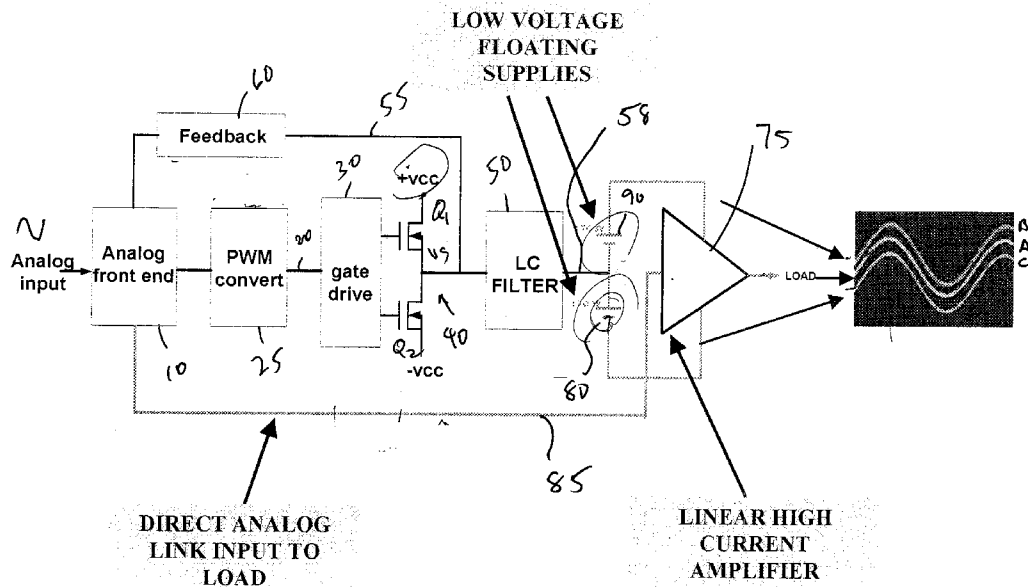 LOW VOLTAGE
FLOATING
SUPPLIES
60
Feedback
55
58
75
30
+VCC
50
90
Q1
B
A
C
N
Analog
input
Analog
front end
PWM
convert
20
gate
drive
VS
LC
FILTER
LOAD
40
Q2
-VCC
10
25
80
85
DIRECT ANALOG
LINK INPUT TO
LOAD
LINEAR HIGH
CURRENT
AMPLIFIER